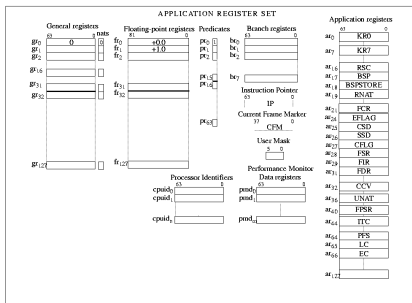 APPLICATION REGISTER SET
General registers
63 0
nats
gr0 0 0
gr1
gr2
gr16
gr31
gr32
gr127
Floating-point registers
81 0
fr0 +0.0
fr1 +1.0
fr2
fr31
fr32
fr127
Predicates
pr0 1
pr1
pr2
pr15
pr16
pr63
Branch registers
63 0
br0
br1
br2
br7
Instruction Pointer
63 0
IP
Current Frame Marker
37 0
CFM
User Mask
5 0
Processor Identifiers
63 0
cpuid0
cpuid1
cpuidn
Performance Monitor
Data registers
63 0
pmd0
pmd1
pmdm
Application registers
63 0
ar0 KR0
ar7 KR7
ar16 RSC
ar17 BSP
ar18 BSPSTORE
ar19 RNAT
ar21 FCR
ar24 EFLAG
ar25 CSD
ar26 SSD
ar27 CFLG
ar28 FSR
ar29 FIR
ar30 FDR
ar32 CCV
ar36 UNAT
ar40 FPSR
ar44 ITC
ar64 PFS
ar65 LC
ar66 EC
ar127